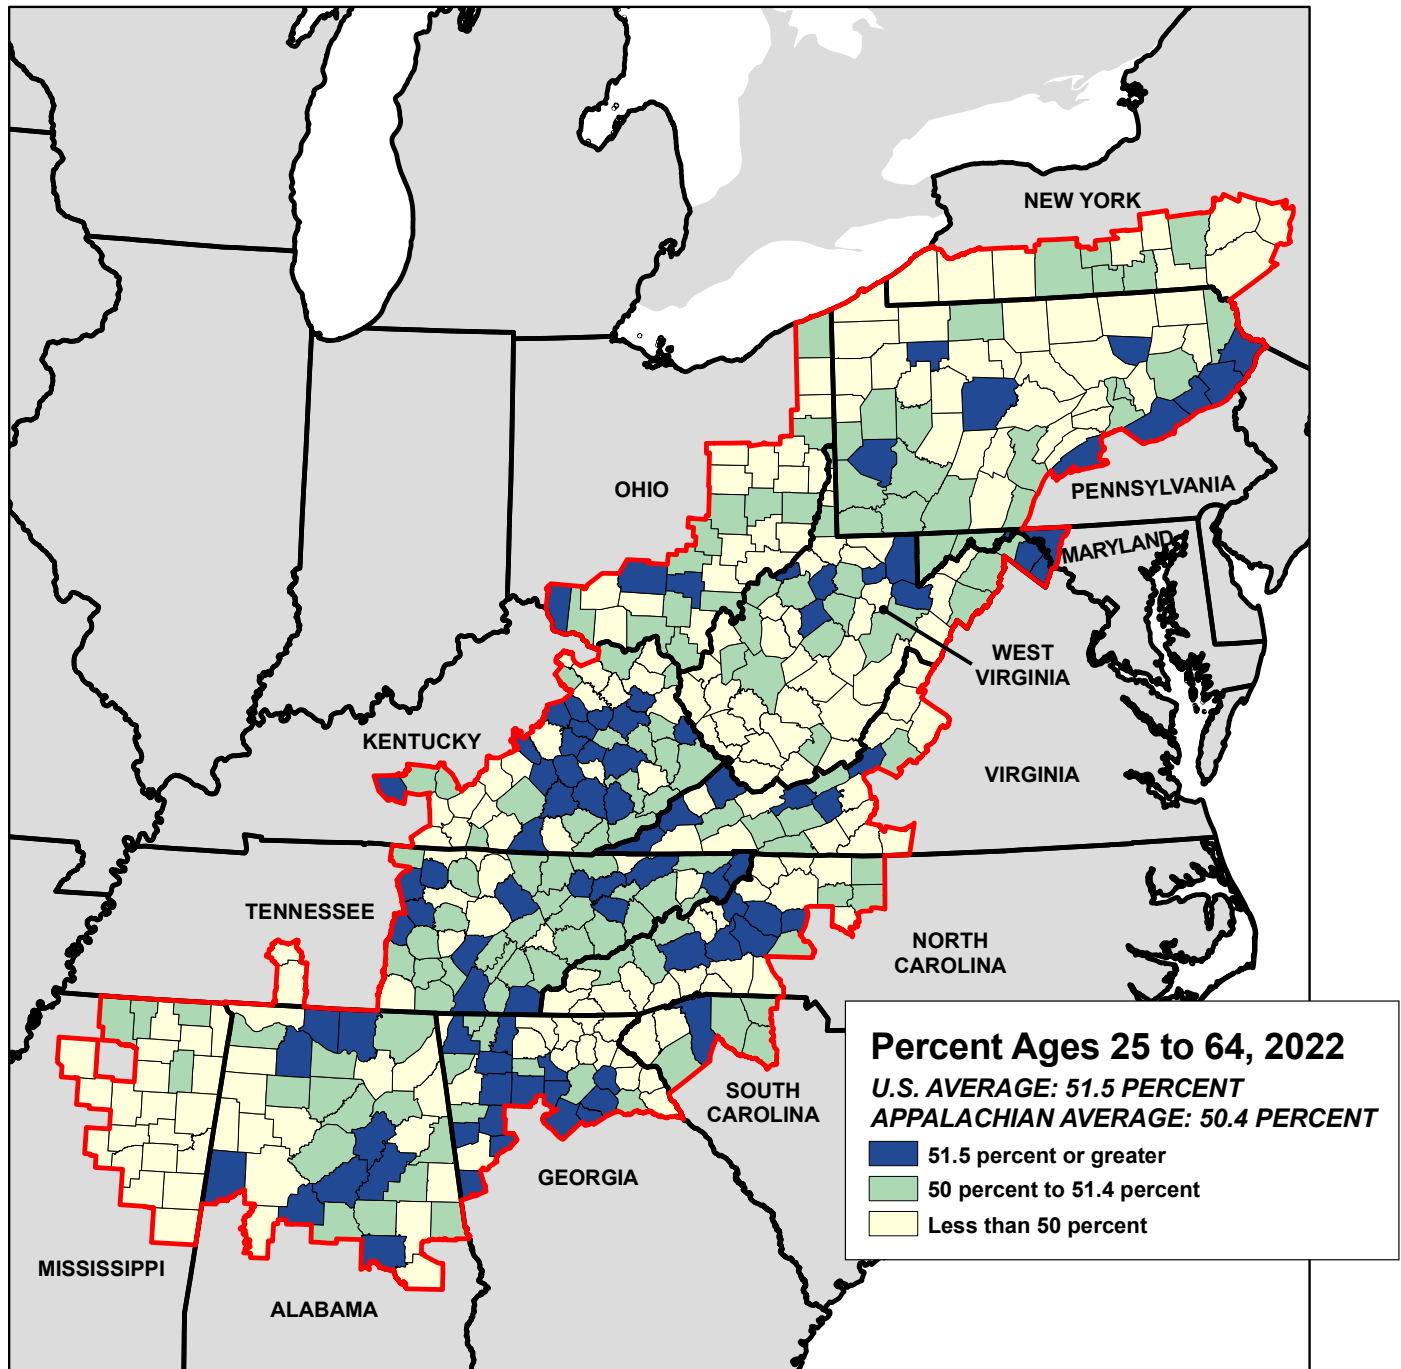 NEW YORK
OHIO
PENNSYLVANIA
MARYLAND
WEST
VIRGINIA
KENTUCKY
VIRGINIA
TENNESSEE
NORTH
CAROLINA
SOUTH
CAROLINA
GEORGIA
MISSISSIPPI
ALABAMA
Percent Ages 25 to 64, 2022
U.S. AVERAGE: 51.5 PERCENT
APPALACHIAN AVERAGE: 50.4 PERCENT
51.5 percent or greater
50 percent to 51.4 percent
Less than 50 percent